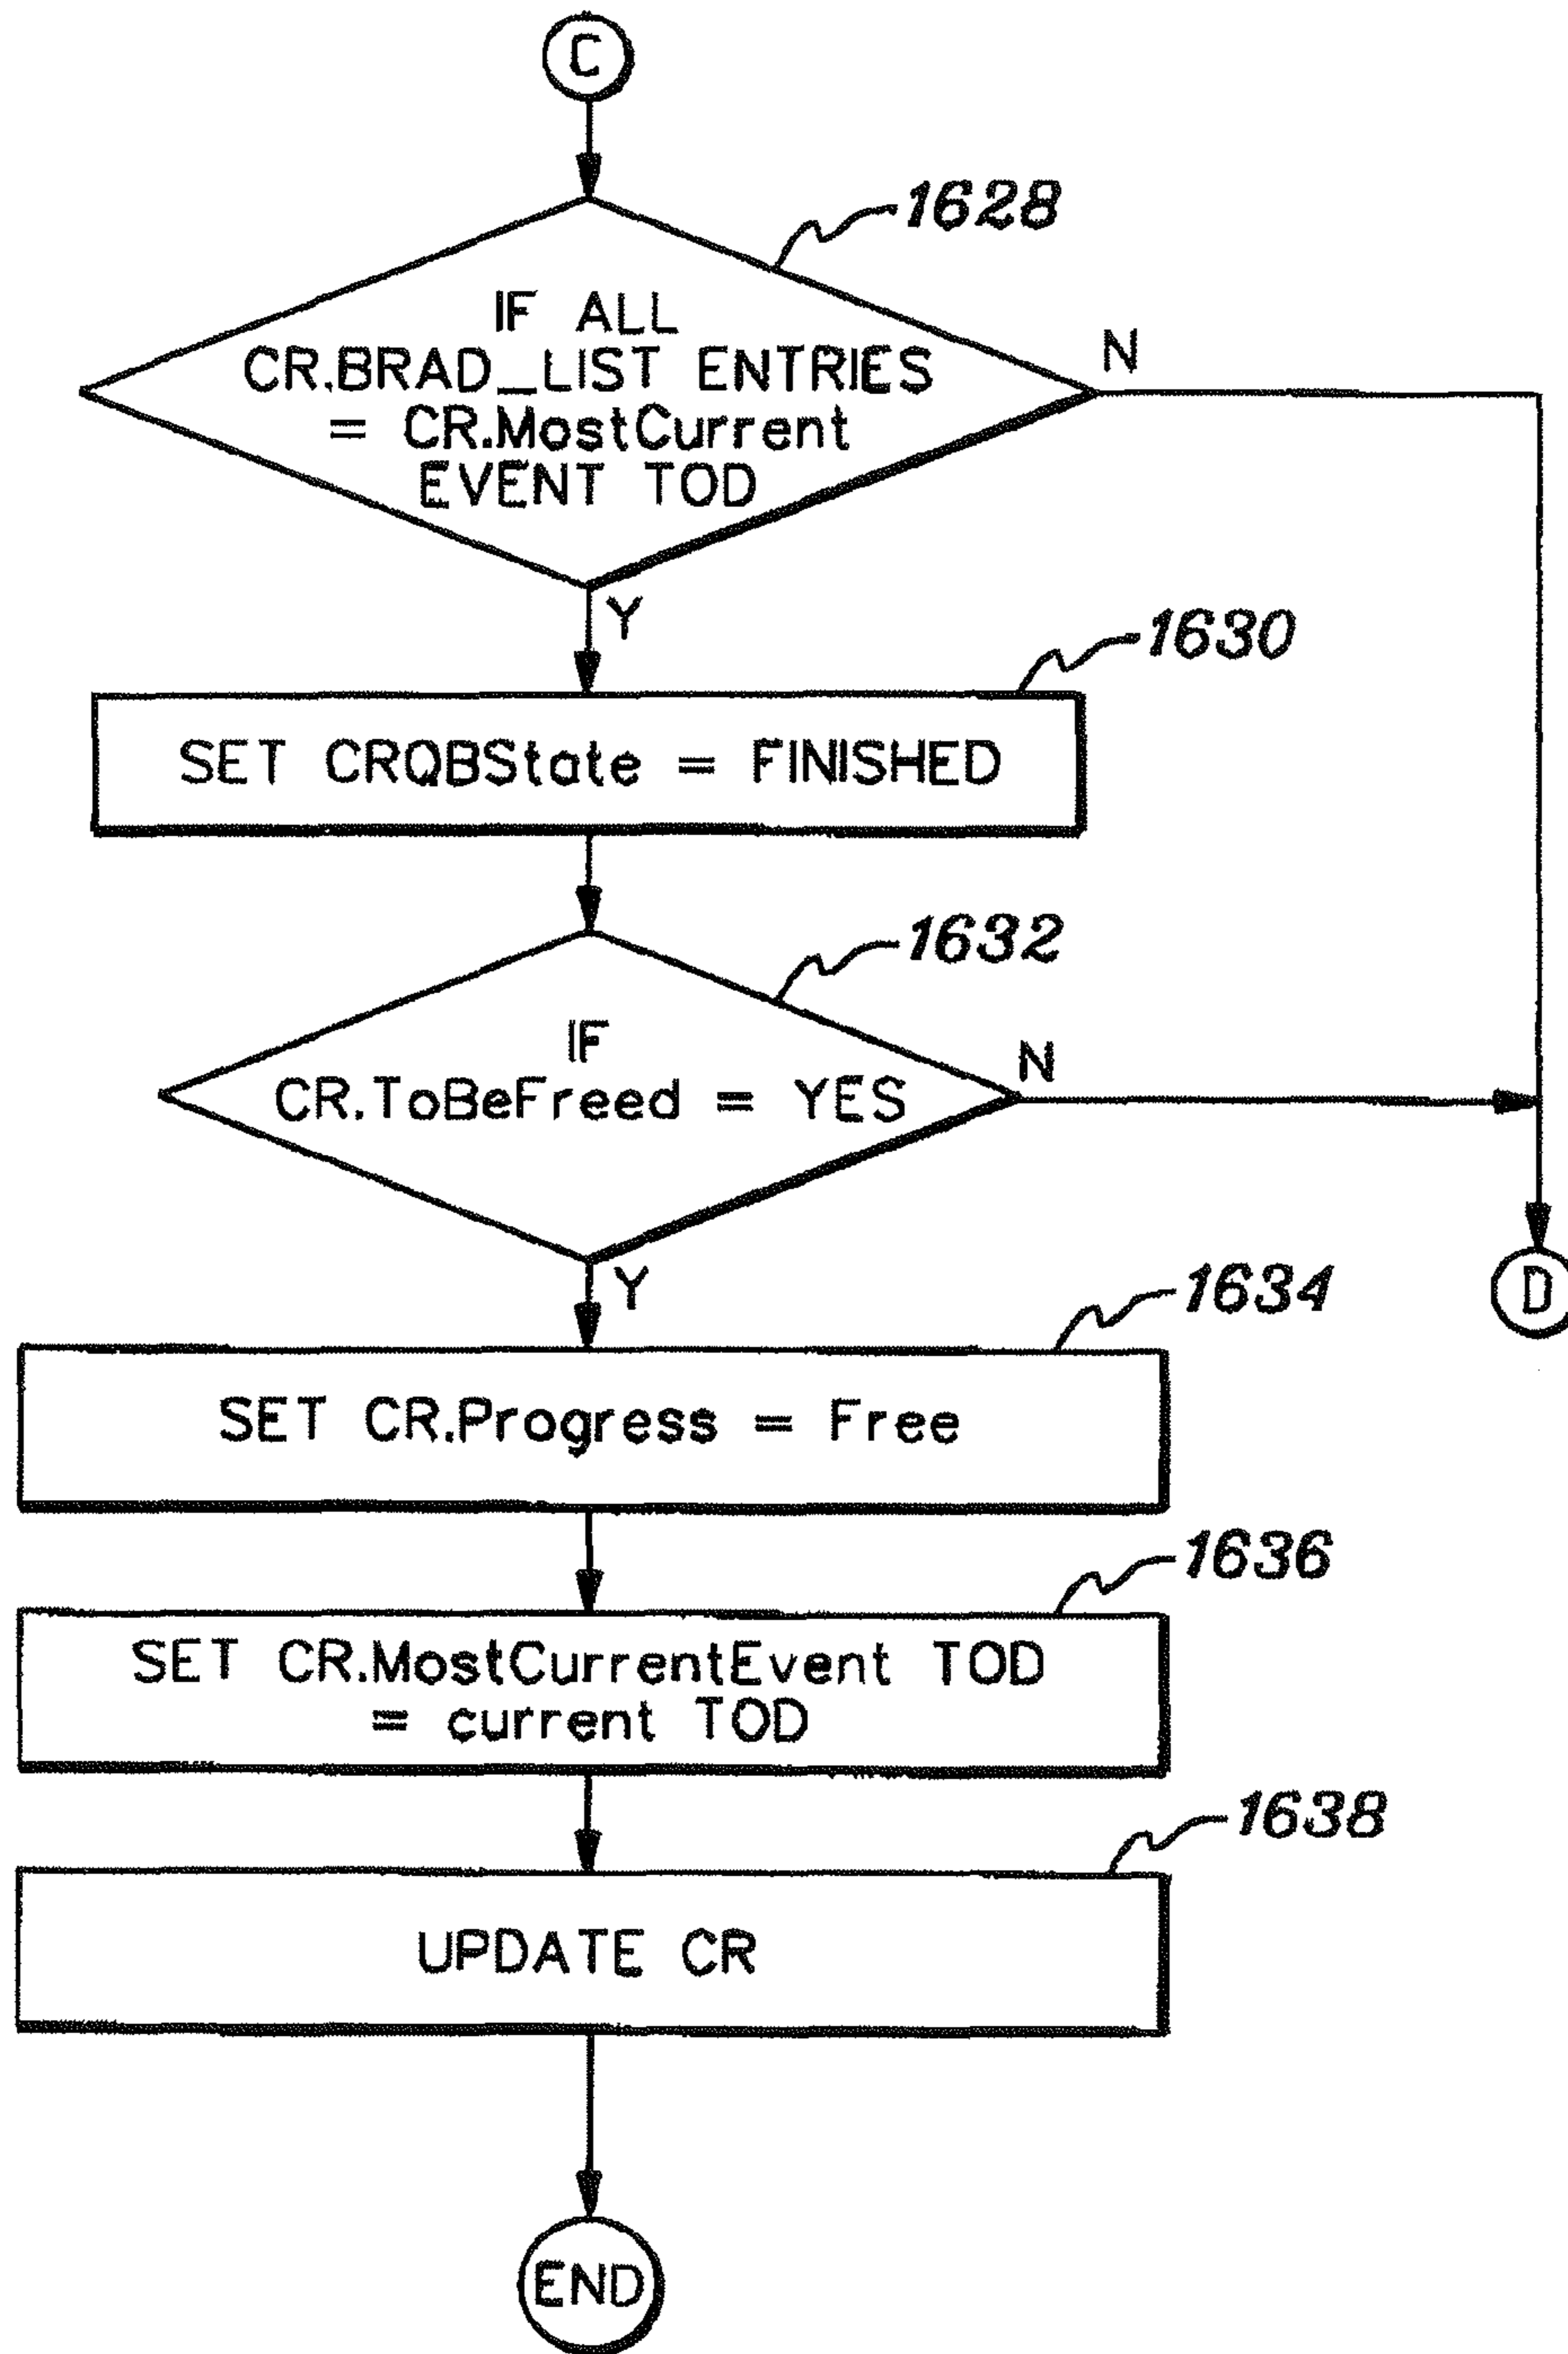 C
1628
IF ALL
CR.BRAD_LIST ENTRIES
= CR.MostCurrent
EVENT TOD
N
Y
1630
SET CRQBState = FINISHED
1632
IF
CR.ToBeFreed = YES
N
Y
D
1634
SET CR.Progress = Free
1636
SET CR.MostCurrentEvent TOD
= current TOD
1638
UPDATE CR
END